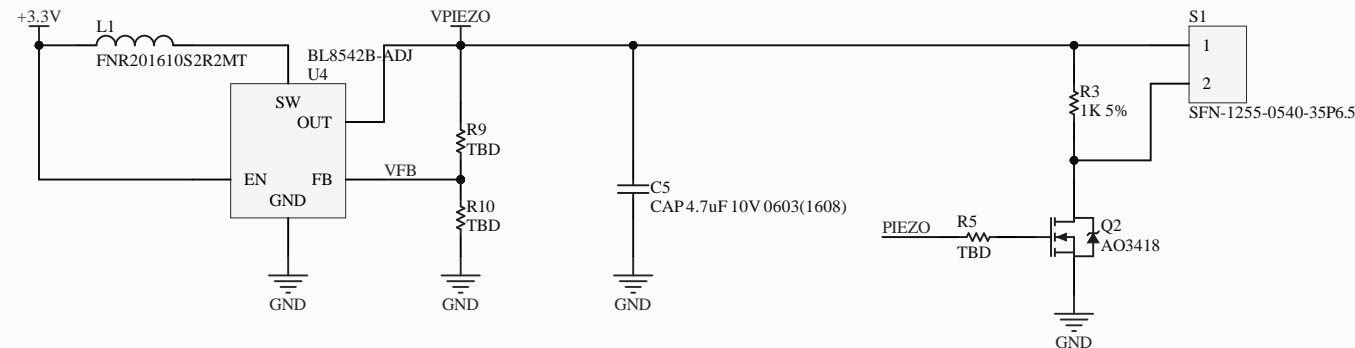 +3.3V
L1
FNR201610S2R2MT
BL8542B-ADJ
U4
SW
OUT
EN
FB
GND
GND
VPIEZO
R9
TBD
VFB
R10
TBD
GND
C5
CAP 4.7uF 10V 0603(1608)
GND
S1
1
2
SFN-1255-0540-35P6.5
R3
1K 5%
PIEZO
R5
TBD
Q2
AO3418
GND